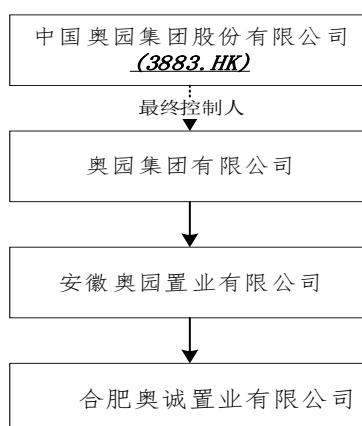 中国奥园集团股份有限公司
(3883.HK)
最终控制人
奥园集团有限公司
安徽奥园置业有限公司
合肥奥诚置业有限公司